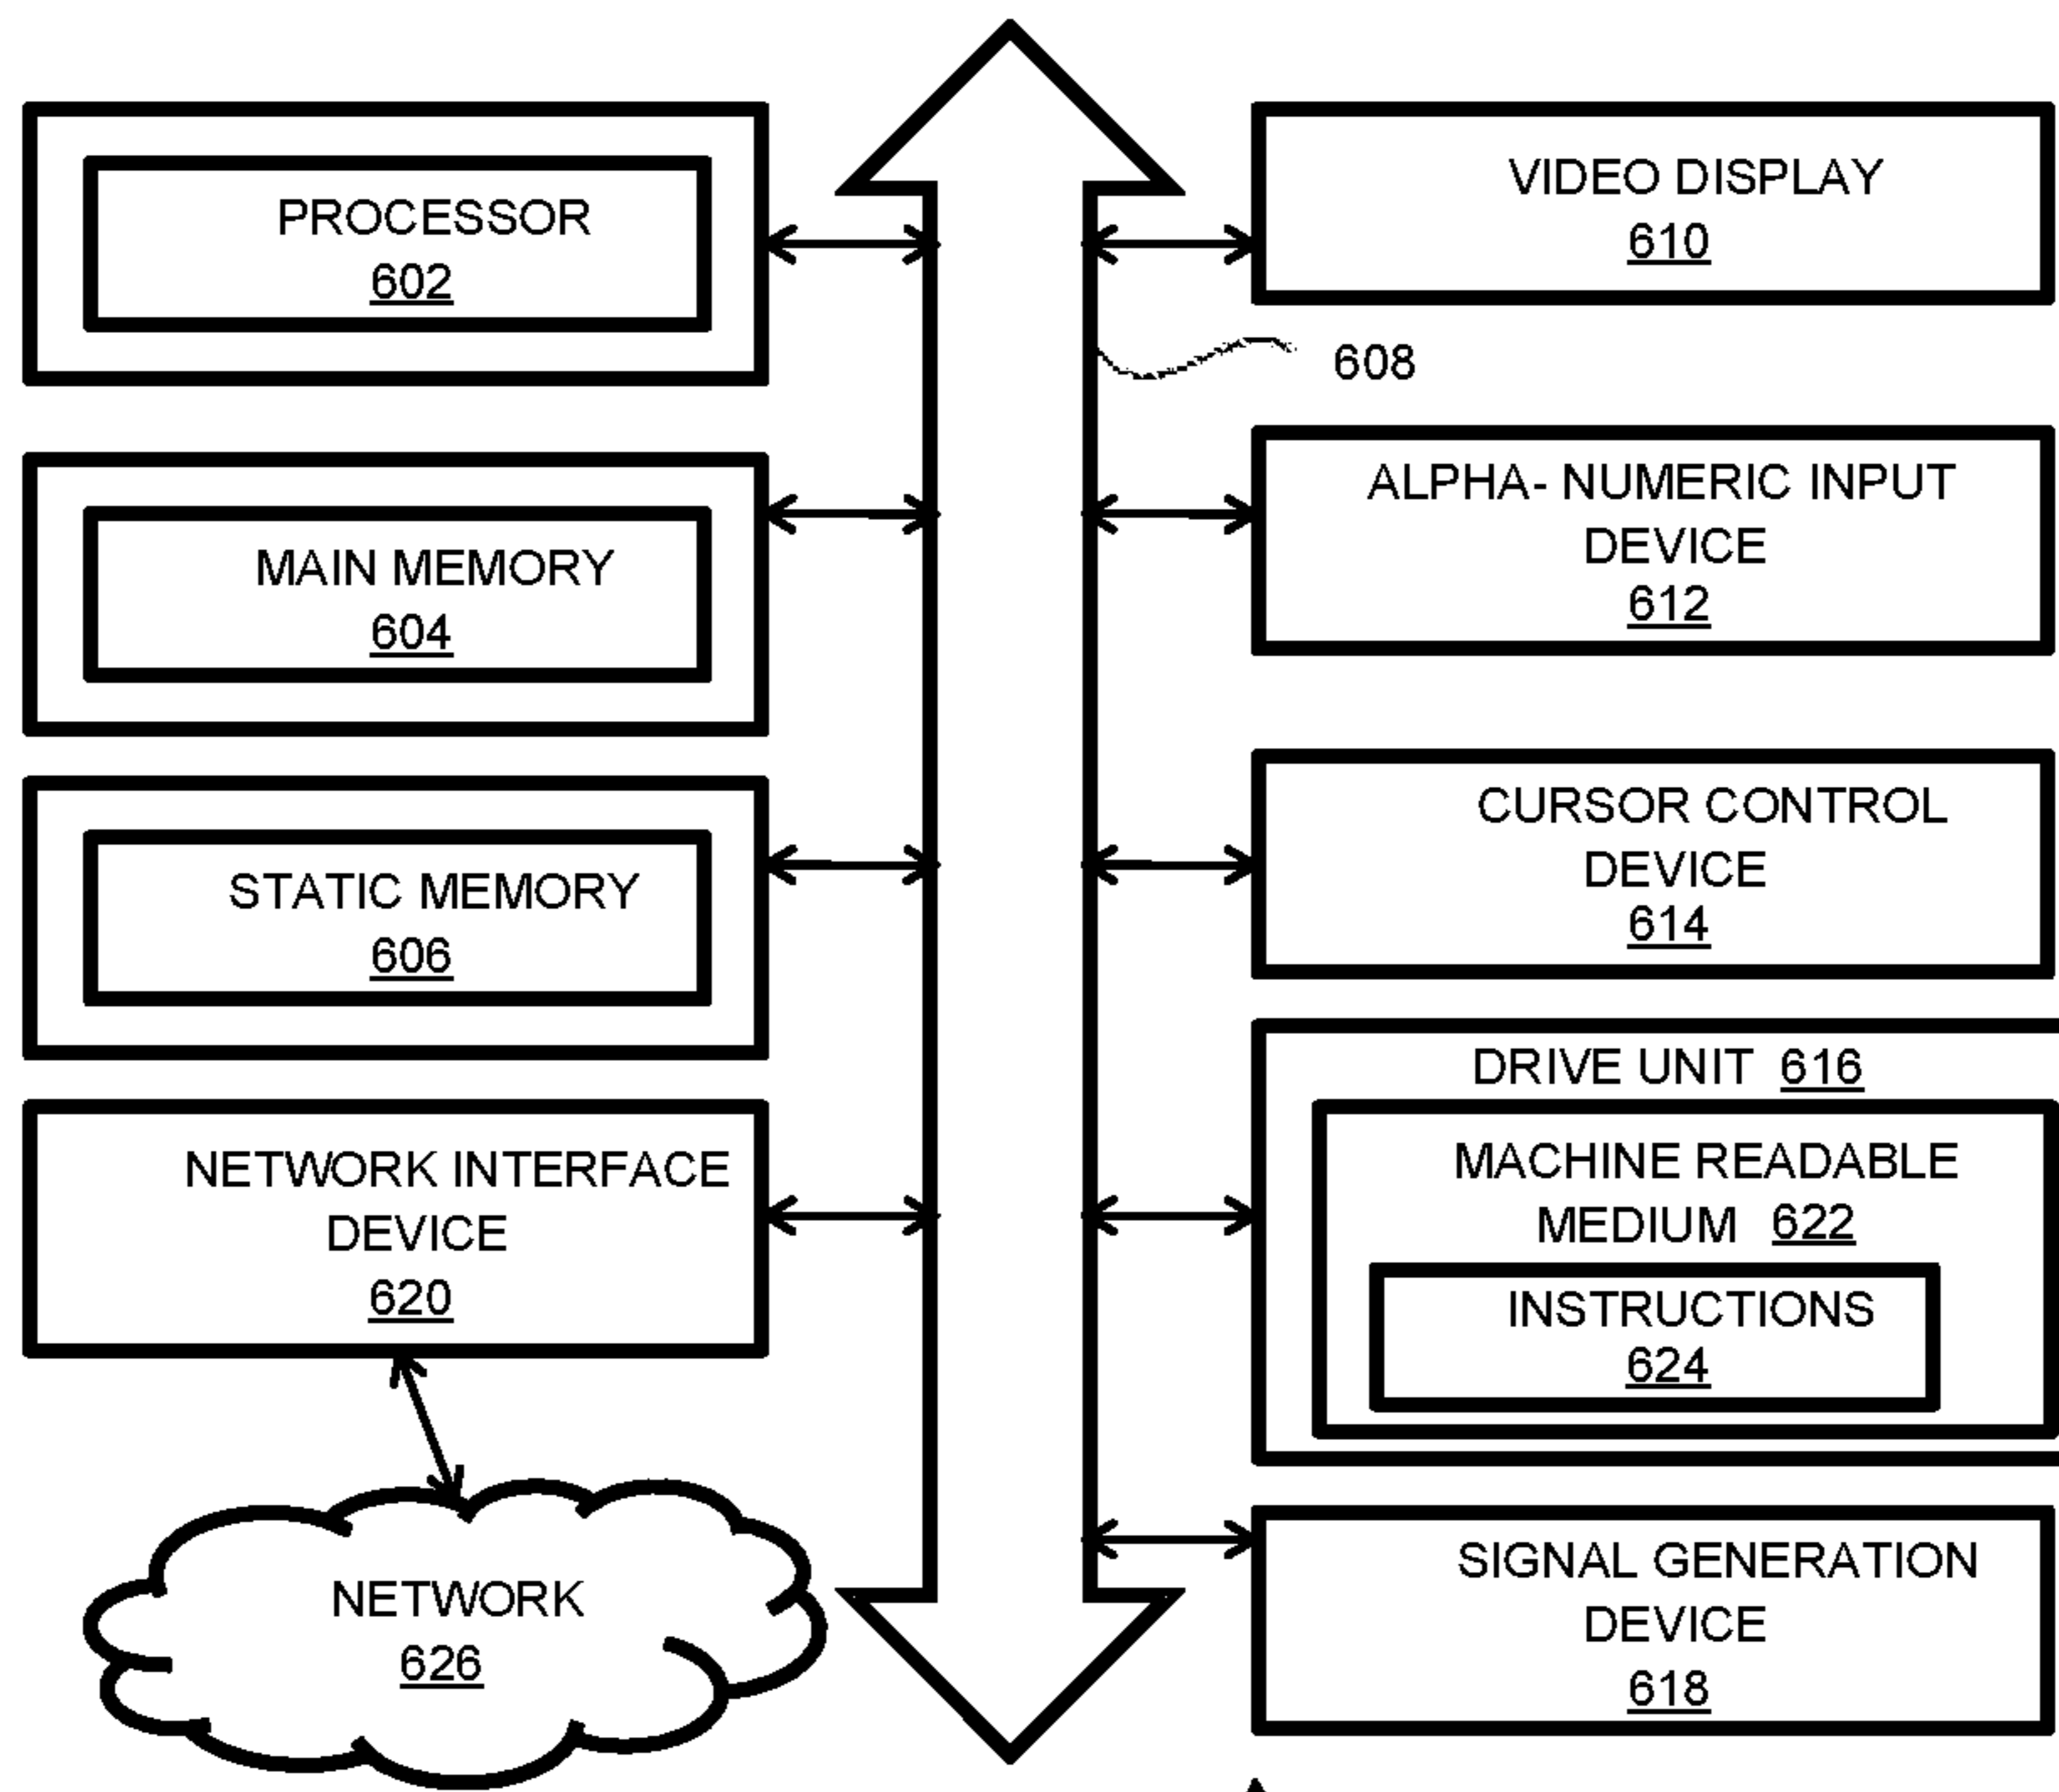 PROCESSOR
602
MAIN MEMORY
604
STATIC MEMORY
606
NETWORK INTERFACE
DEVICE
620
NETWORK
626
VIDEO DISPLAY
610
608
ALPHA- NUMERIC INPUT
DEVICE
612
CURSOR CONTROL
DEVICE
614
DRIVE UNIT 616
MACHINE READABLE
MEDIUM 622
INSTRUCTIONS
624
SIGNAL GENERATION
DEVICE
618